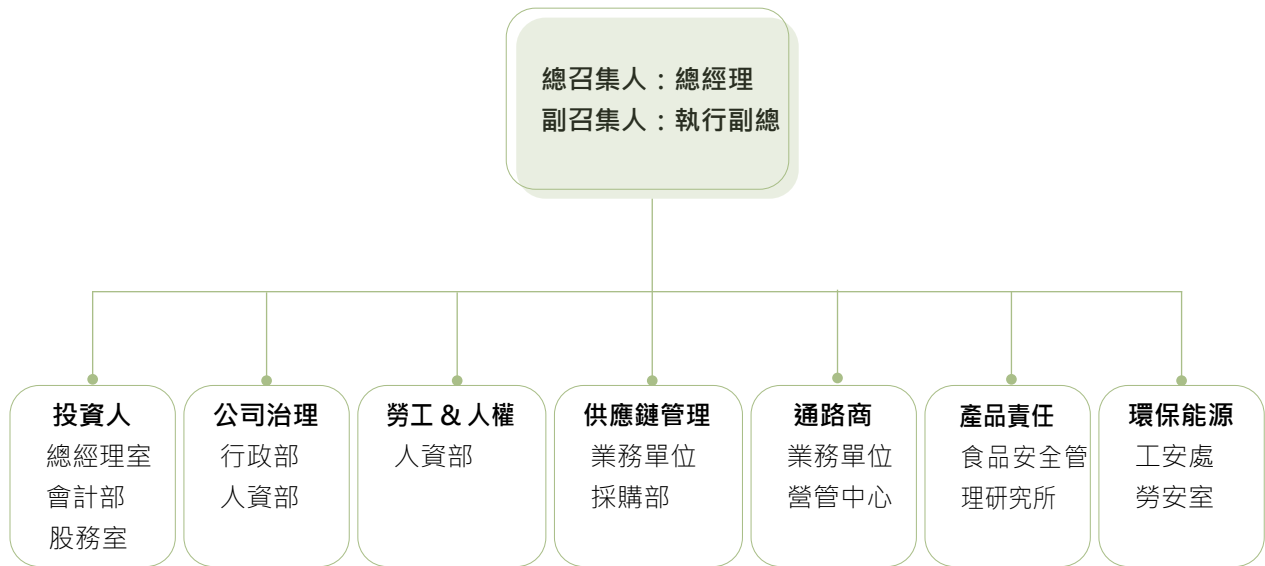 總召集人：總經理
副召集人：執行副總
投資人
總經理室
會計部
股務室
公司治理
行政部
人資部
勞工 & 人權
人資部
供應鏈管理
業務單位
採購部
通路商
業務單位
營管中心
產品責任
食品安全管
理研究所
環保能源
工安處
勞安室